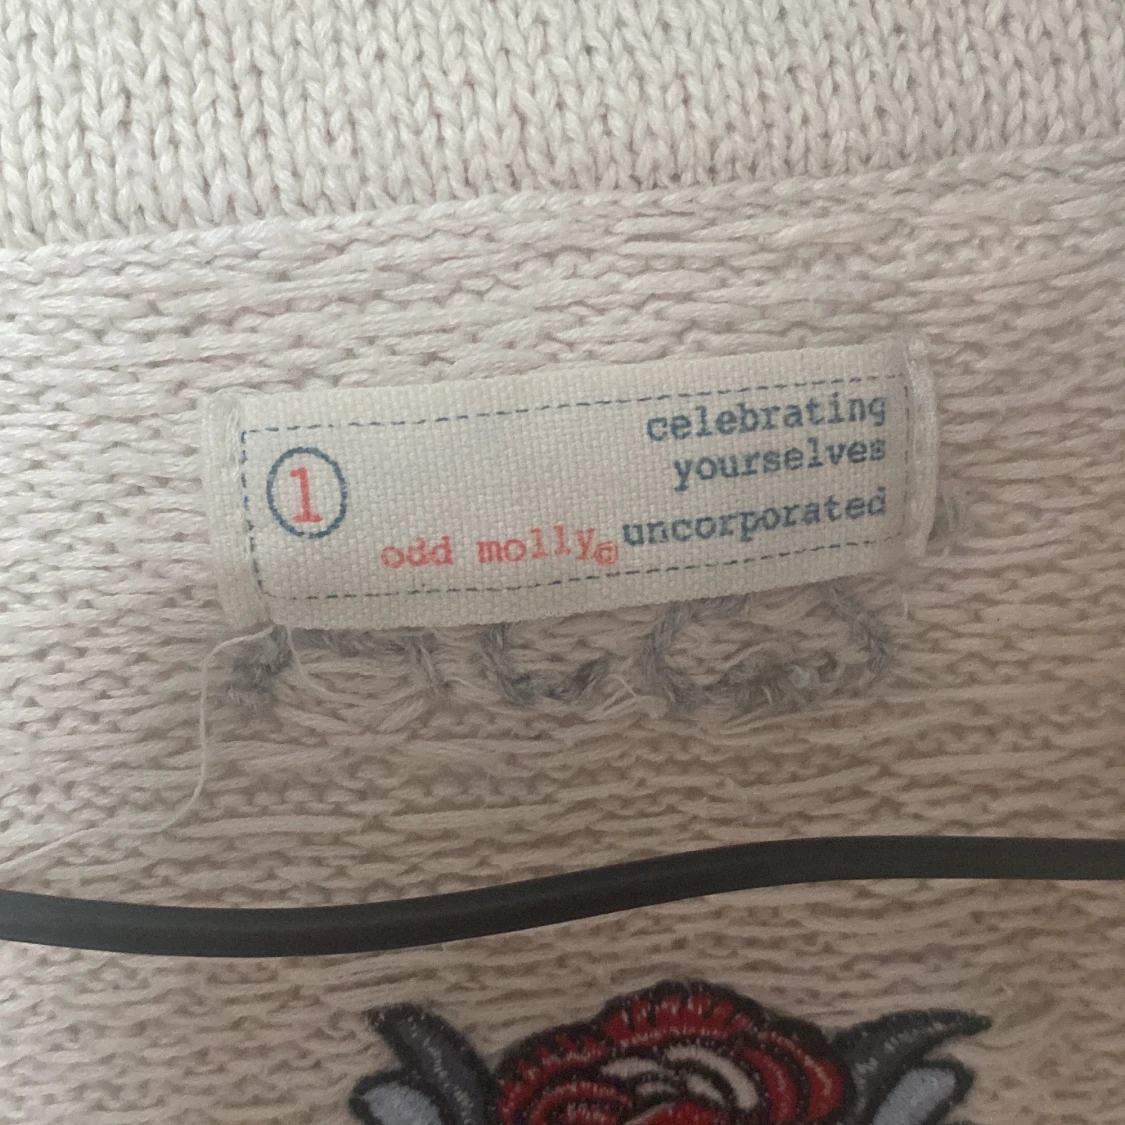 celebrating
yourselves
uncorporated
1
odd molly©